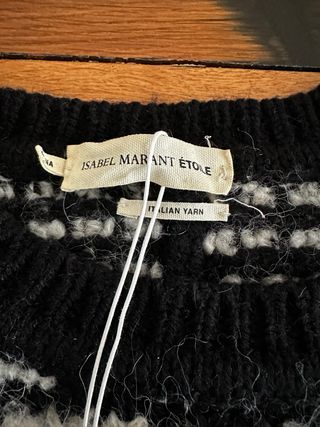 ISABEL MARANT ÉTOILE
ITALIAN YARN